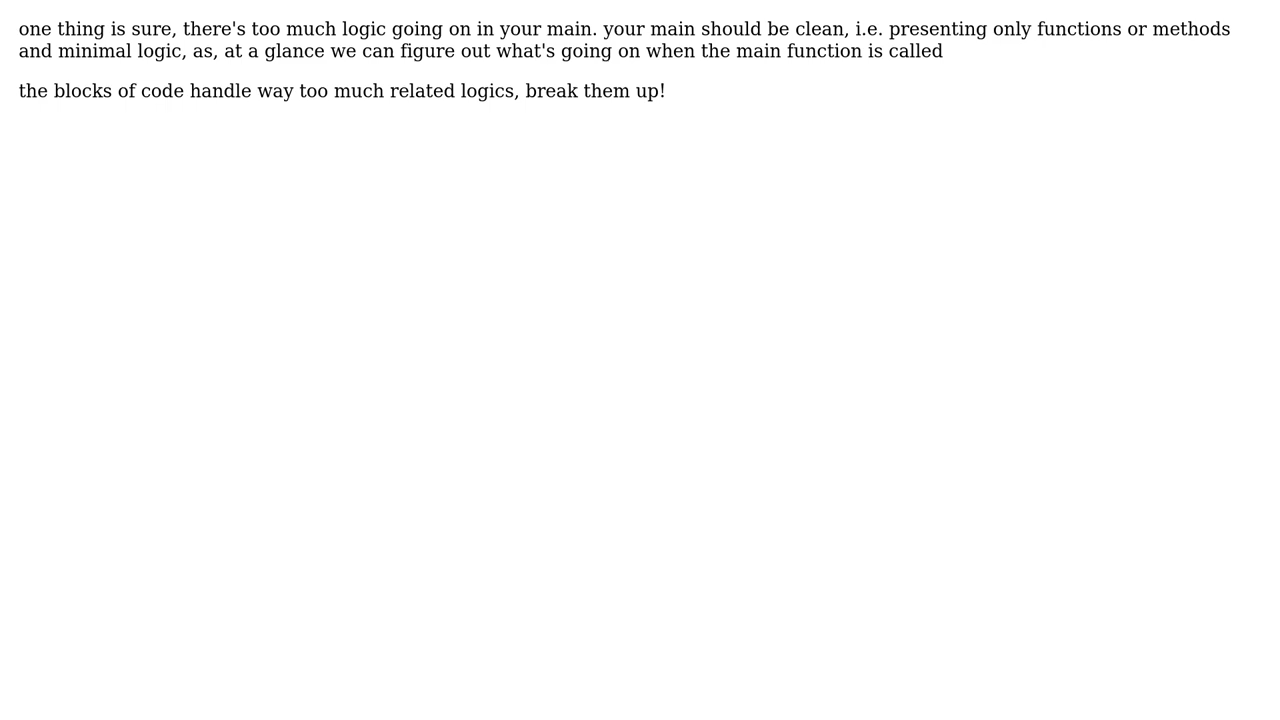 one thing is sure, there's too much logic going on in your main. your main should be clean, i.e. presenting only functions or methods
and minimal logic, as, at a glance we can figure out what's going on when the main function is called
the blocks of code handle way too much related logics, break them up!